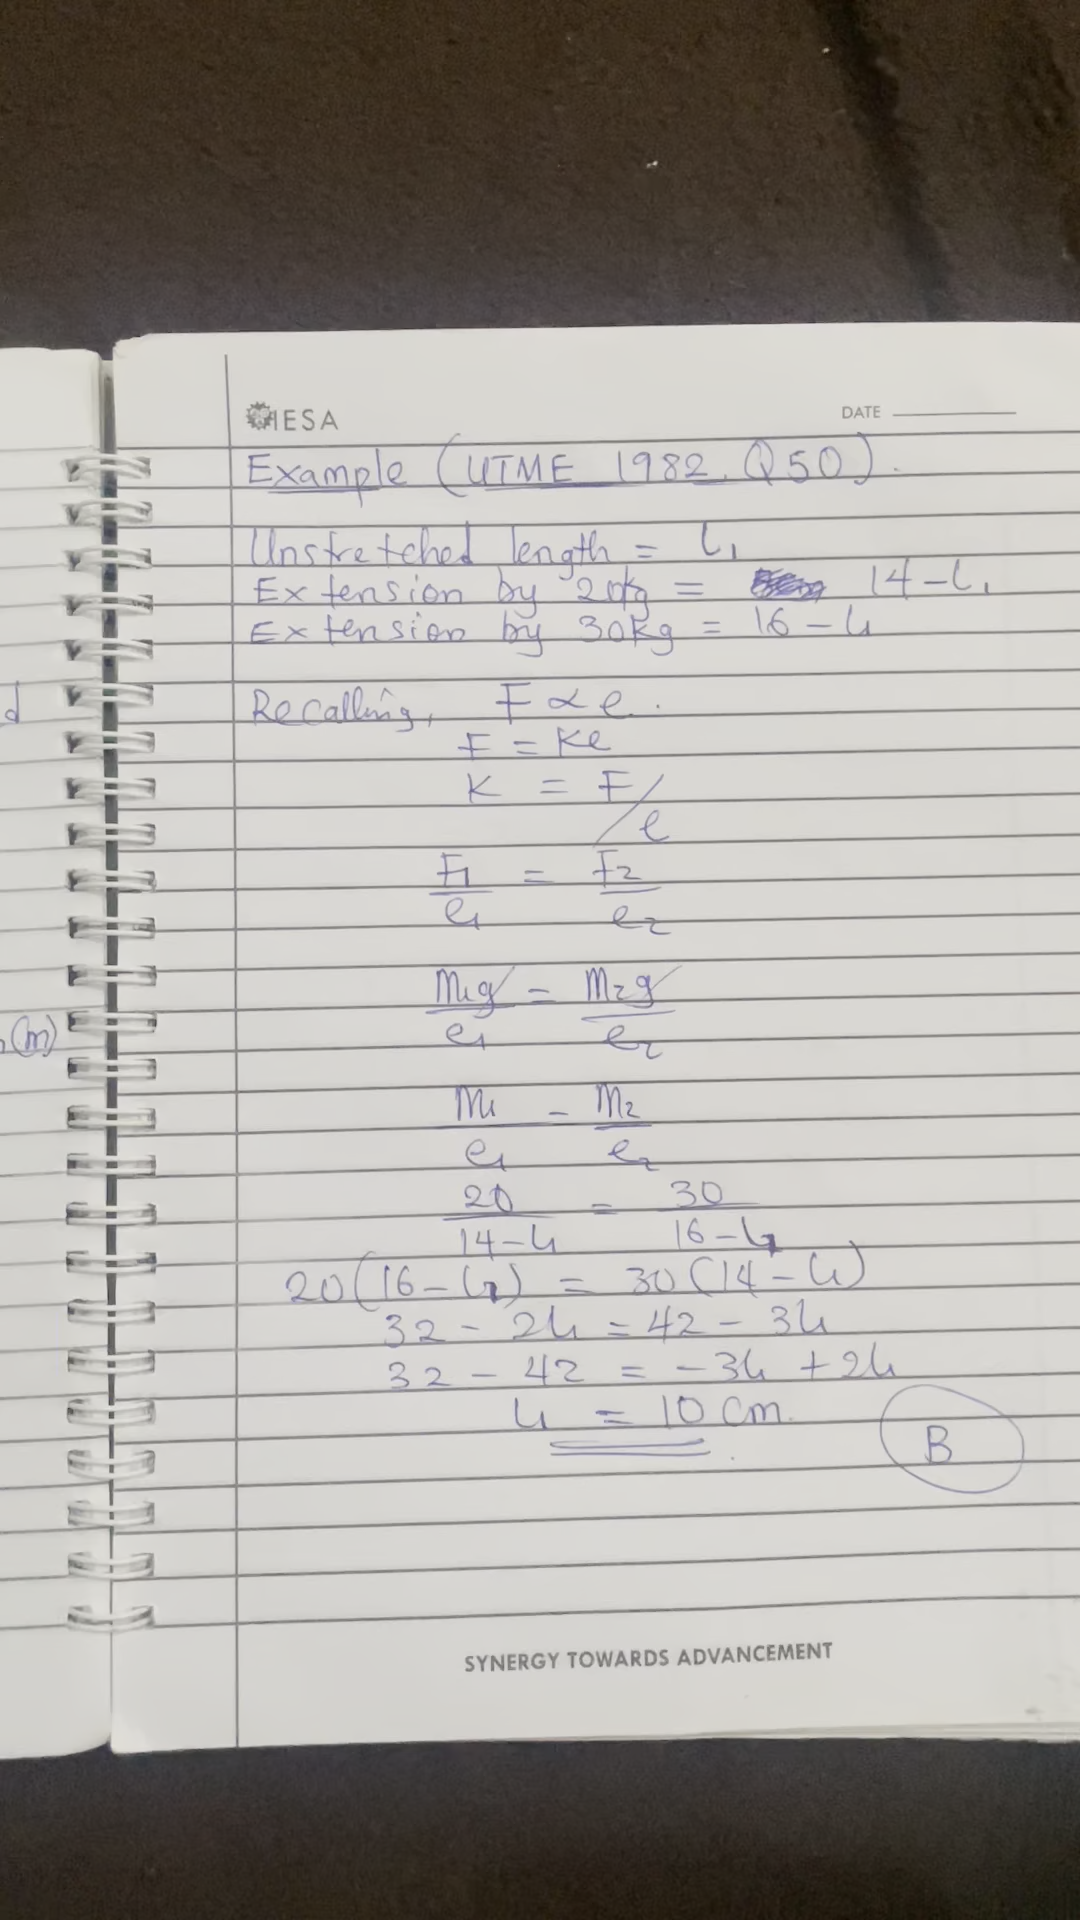 IESA
DATE
Example (UTME 1982, Q50).
Unstretched length = l₁
Extension by 20kg = 14-l₁
Extension by 30kg = 16-l₁
d
Recalling, F ∝ e.
F = Ke
K = F/e
F₁/e₁ = F₂/e₂
M₁g/e₁ = M₂g/e₂
(m)
M₁/e₁ = M₂/e₂
20/14-l₁ = 30/16-l₁
20(16-l₁) = 30(14-l₁)
32 - 2l₁ = 42 - 3l₁
32 - 42 = -3l₁ + 2l₁
l₁ = 10 cm.
B
SYNERGY TOWARDS ADVANCEMENT